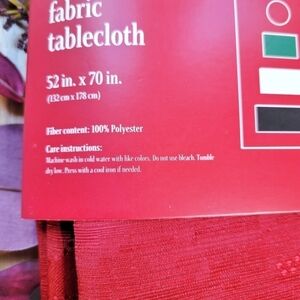 fabric
tablecloth
52 in. x 70 in.
(132 cm x 178 cm)
Fiber content: 100% Polyester
Care instructions:
Machine wash in cold water with like colors. Do not use bleach. Tumble
dry low. Press with a cool iron if needed.